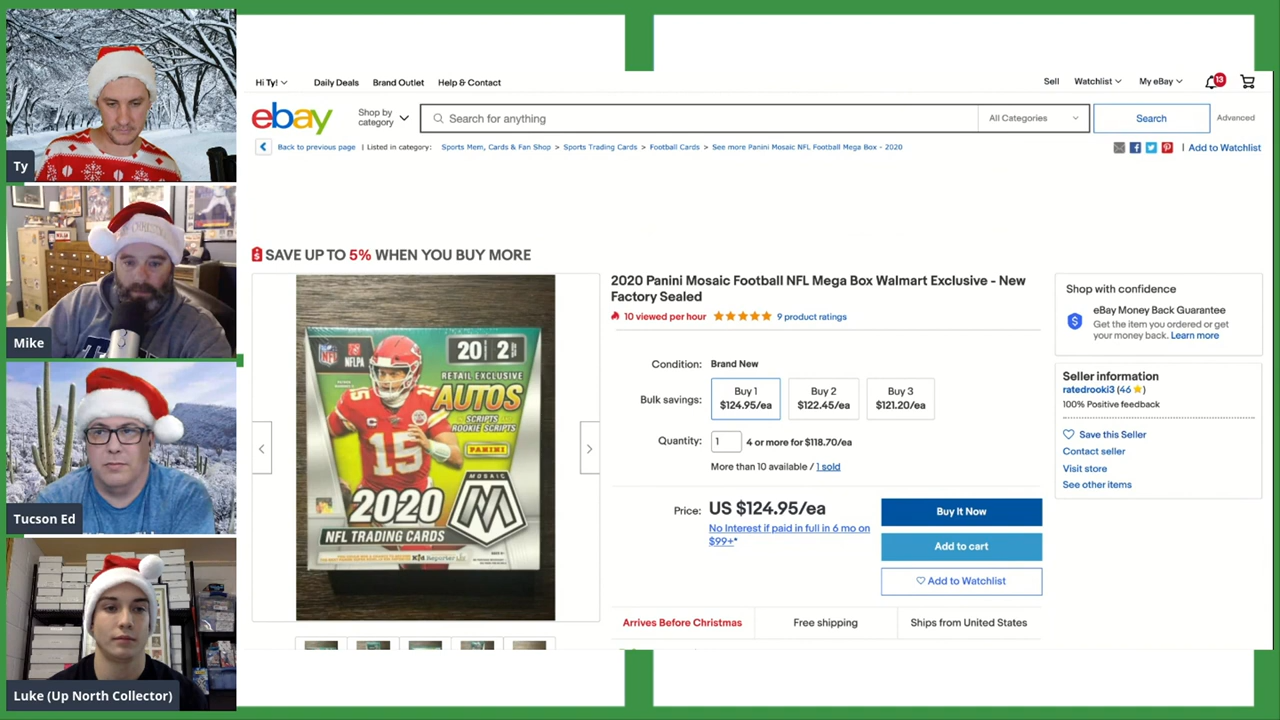 Ty
Mike
Tucson Ed
Luke (Up North Collector)
Hi Ty!
Daily Deals
Brand Outlet
Help & Contact
Sell
Watchlist
My eBay
13
ebay
Shop by category
Search for anything
All Categories
Search
Advanced
Back to previous page | Listed in category: Sports Mem, Cards & Fan Shop > Sports Trading Cards > Football Cards > See more Panini Mosaic NFL Football Mega Box - 2020
| Add to Watchlist
SAVE UP TO 5% WHEN YOU BUY MORE
NFL
NFLPA
20
2
RETAIL EXCLUSIVE
AUTOS
SCRIPTS
ROOKIE SCRIPTS
15
PANINI
MOSAIC
2020
NFL TRADING CARDS
2020 Panini Mosaic Football NFL Mega Box Walmart Exclusive - New
Factory Sealed
10 viewed per hour
9 product ratings
Condition: Brand New
Bulk savings:
Buy 1
$124.95/ea
Buy 2
$122.45/ea
Buy 3
$121.20/ea
Quantity: 1 4 or more for $118.70/ea
More than 10 available / 1 sold
Price: US $124.95/ea
No Interest if paid in full in 6 mo on
$99+*
Buy It Now
Add to cart
Add to Watchlist
Arrives Before Christmas
Free shipping
Ships from United States
Shop with confidence
eBay Money Back Guarantee
Get the item you ordered or get
your money back. Learn more
Seller information
ratedrooki3 (46)
100% Positive feedback
Save this Seller
Contact seller
Visit store
See other items